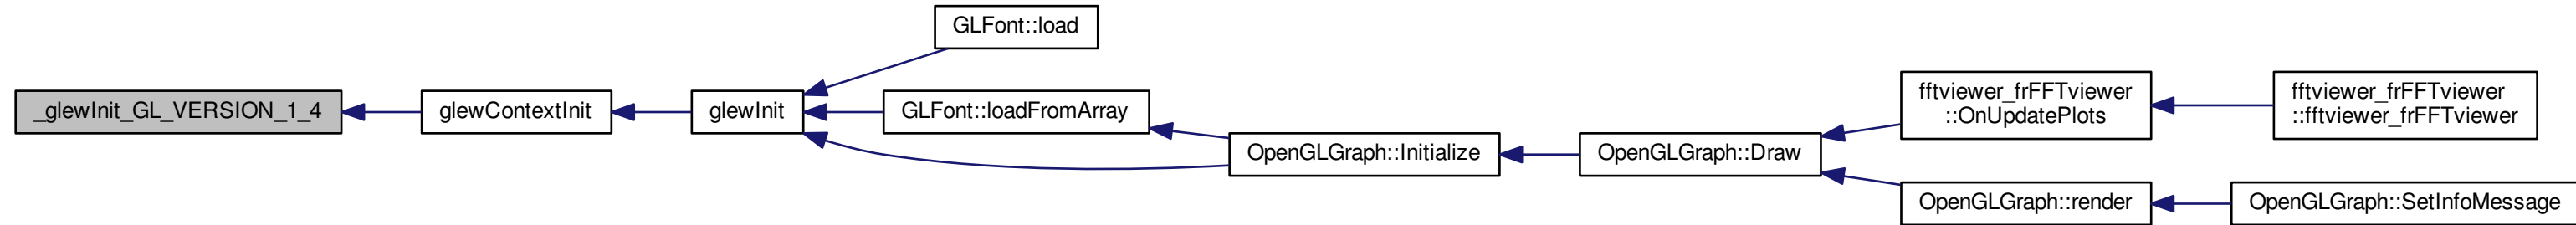 _glewInit_GL_VERSION_1_4
glewContextInit
glewInit
GLFont::load
GLFont::loadFromArray
OpenGLGraph::Initialize
OpenGLGraph::Draw
fftviewer_frFFTviewer
::OnUpdatePlots
fftviewer_frFFTviewer
::fftviewer_frFFTviewer
OpenGLGraph::render
OpenGLGraph::SetInfoMessage